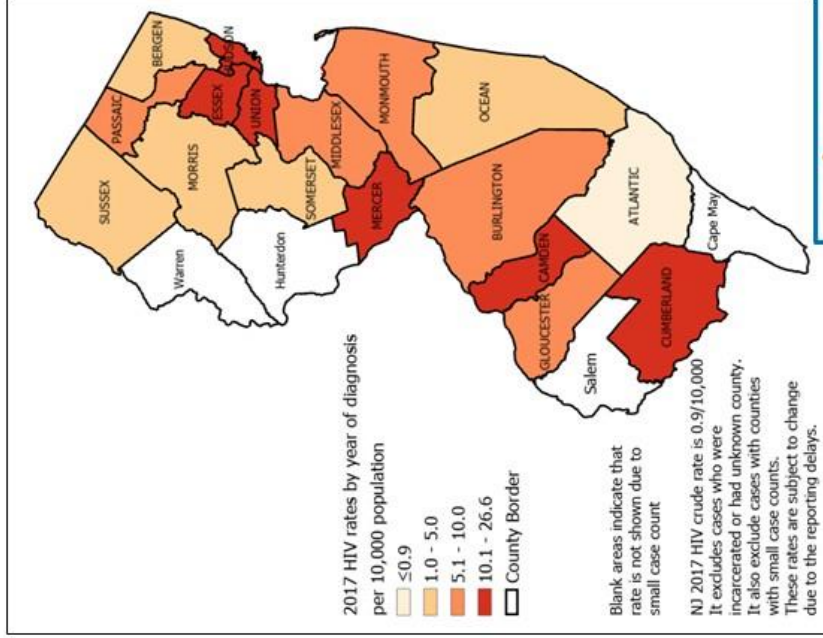 SUSSEX
PASSAIC
BERGEN
MORRIS
ESSEX
HUDSON
UNION
Warren
Hunterdon
SOMERSET
MIDDLESEX
MERCER
MONMOUTH
OCEAN
BURLINGTON
CAMDEN
GLOUCESTER
Salem
ATLANTIC
CUMBERLAND
Cape May
2017 HIV rates by year of diagnosis
per 10,000 population
≤0.9
1.0 - 5.0
5.1 - 10.0
10.1 - 26.6
County Border
Blank areas indicate that
rate is not shown due to
small case count
NJ 2017 HIV crude rate is 0.9/10,000
It excludes cases who were
incarcerated or had unknown county.
It also exclude cases with counties
with small case counts.
These rates are subject to change
due to the reporting delays.